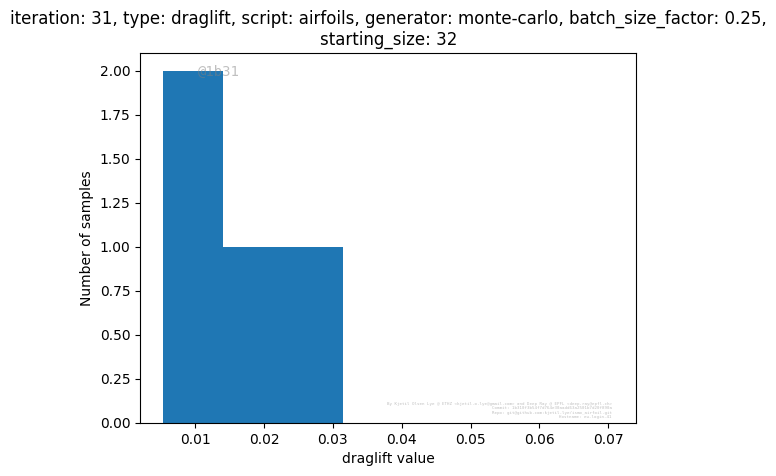 iteration: 31, type: draglift, script: airfoils, generator: monte-carlo, batch_size_factor: 0.25,
starting_size: 32
@1b31
2.00
1.75
1.50
1.25
1.00
0.75
0.50
0.25
0.00
Number of samples
0.01 0.02 0.03 0.04 0.05 0.06 0.07
draglift value